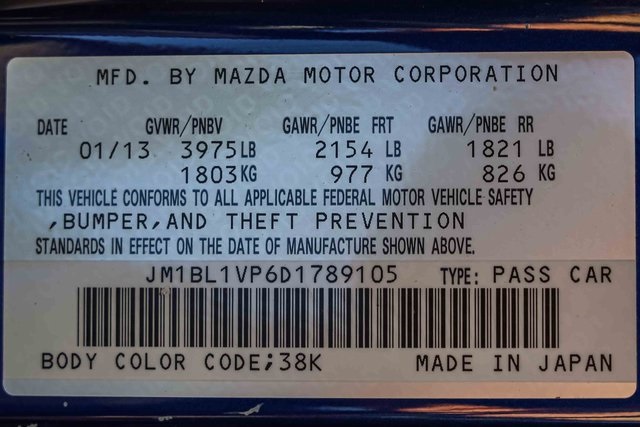 MFD. BY MAZDA MOTOR CORPORATION
DATE GVWR/PNBV GAWR/PNBE FRT GAWR/PNBE RR
01/13 3975LB 2154 LB 1821 LB
1803KG 977 KG 826 KG
THIS VEHICLE CONFORMS TO ALL APPLICABLE FEDERAL MOTOR VEHICLE SAFETY
,BUMPER,AND THEFT PREVENTION
STANDARDS IN EFFECT ON THE DATE OF MANUFACTURE SHOWN ABOVE.
JM1BL1VP6D1789105 TYPE: PASS CAR
BODY COLOR CODE;38K MADE IN JAPAN